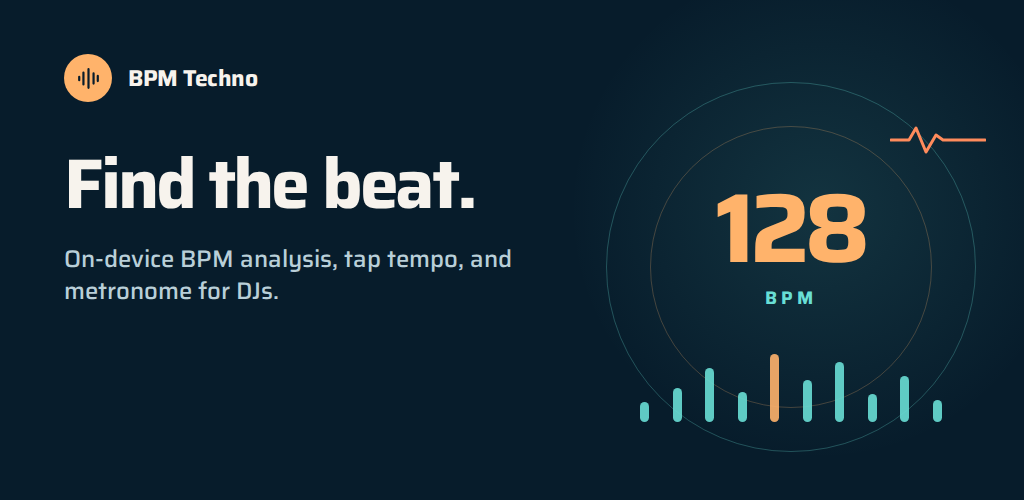 BPM Techno
Find the beat.
On-device BPM analysis, tap tempo, and
metronome for DJs.
128
BPM